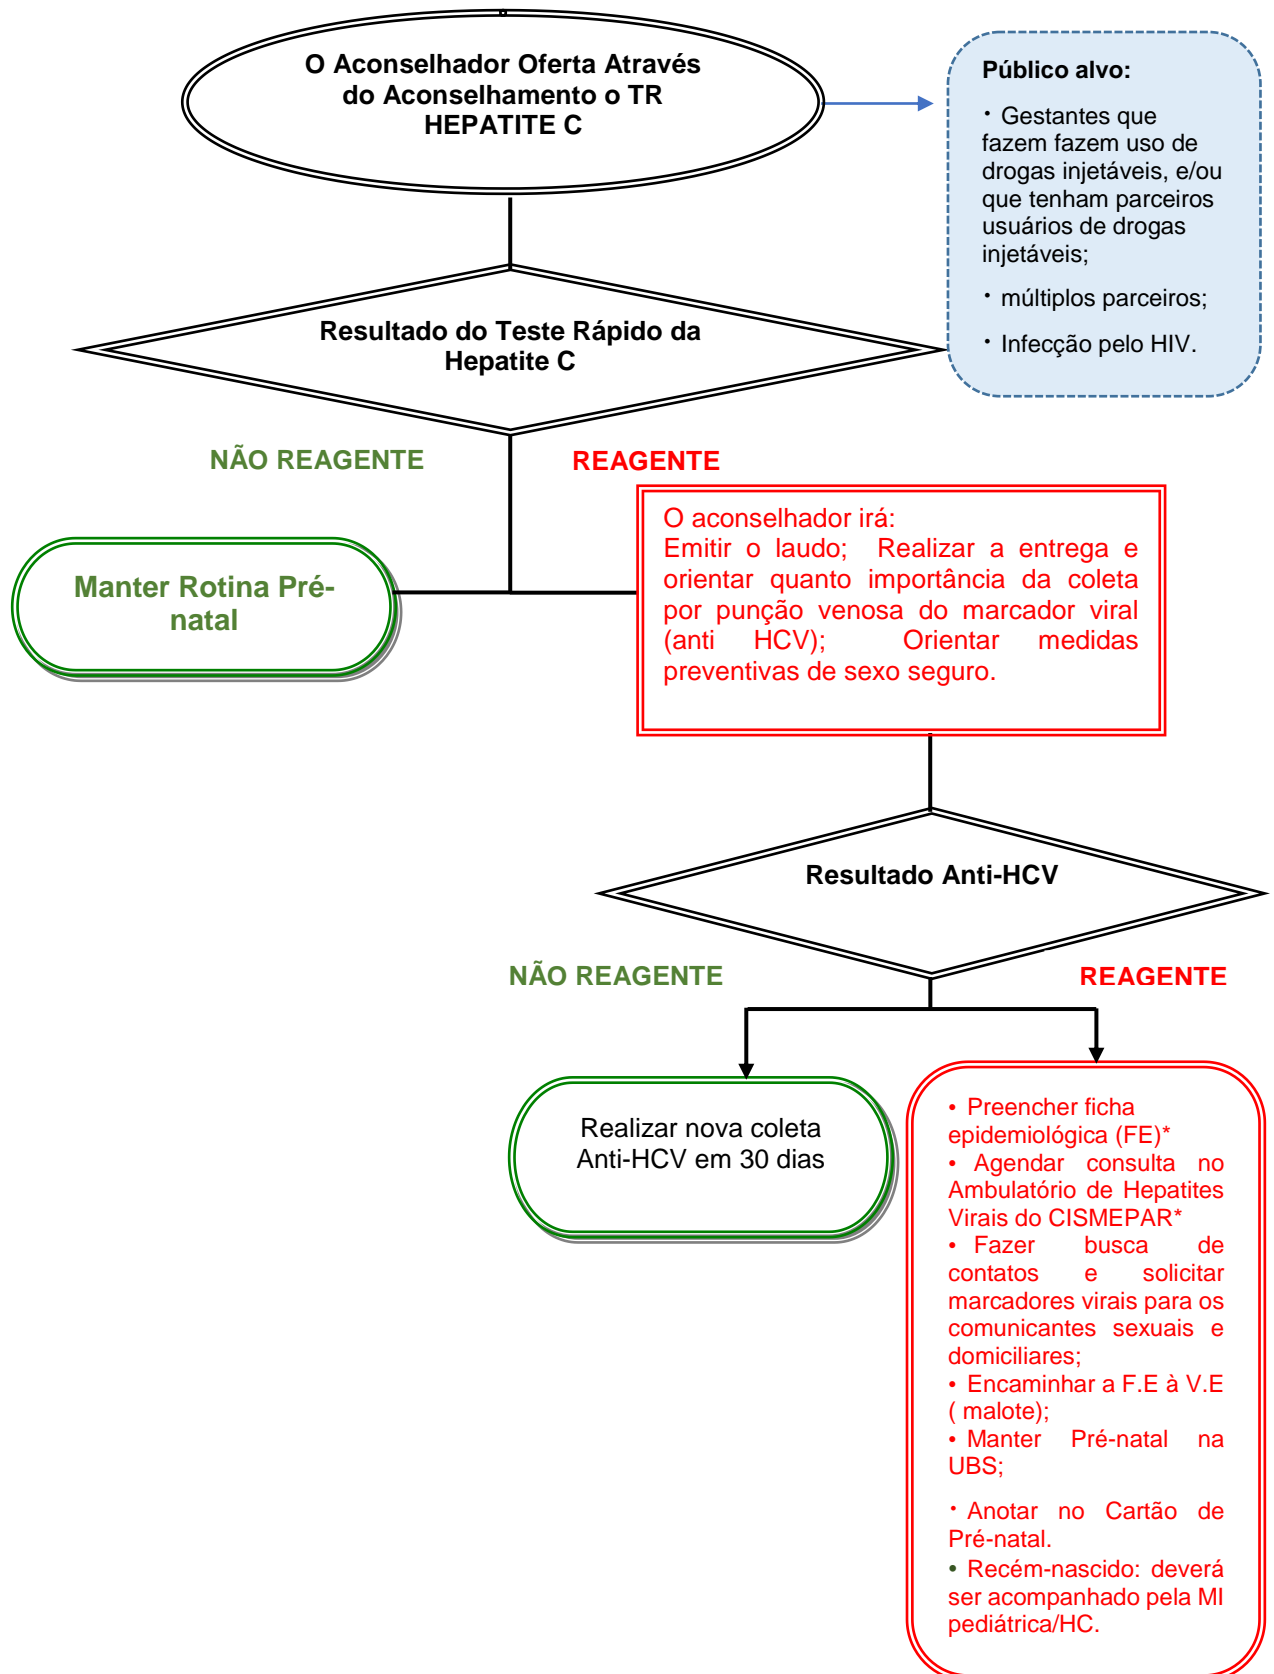 O Aconselhador Oferta Através
do Aconselhamento o TR
HEPATITE C
Público alvo:
· Gestantes que
fazem fazem uso de
drogas injetáveis, e/ou
que tenham parceiros
usuários de drogas
injetáveis;
· múltiplos parceiros;
· Infecção pelo HIV.
Resultado do Teste Rápido da
Hepatite C
NÃO REAGENTE
REAGENTE
Manter Rotina Pré-
natal
O aconselhador irá:
Emitir o laudo; Realizar a entrega e
orientar quanto importância da coleta
por punção venosa do marcador viral
(anti HCV); Orientar medidas
preventivas de sexo seguro.
Resultado Anti-HCV
NÃO REAGENTE
REAGENTE
Realizar nova coleta
Anti-HCV em 30 dias
• Preencher ficha
epidemiológica (FE)*
• Agendar consulta no
Ambulatório de Hepatites
Virais do CISMEPAR*
• Fazer busca de
contatos e solicitar
marcadores virais para os
comunicantes sexuais e
domiciliares;
• Encaminhar a F.E à V.E
( malote);
• Manter Pré-natal na
UBS;
· Anotar no Cartão de
Pré-natal.
• Recém-nascido: deverá
ser acompanhado pela MI
pediátrica/HC.